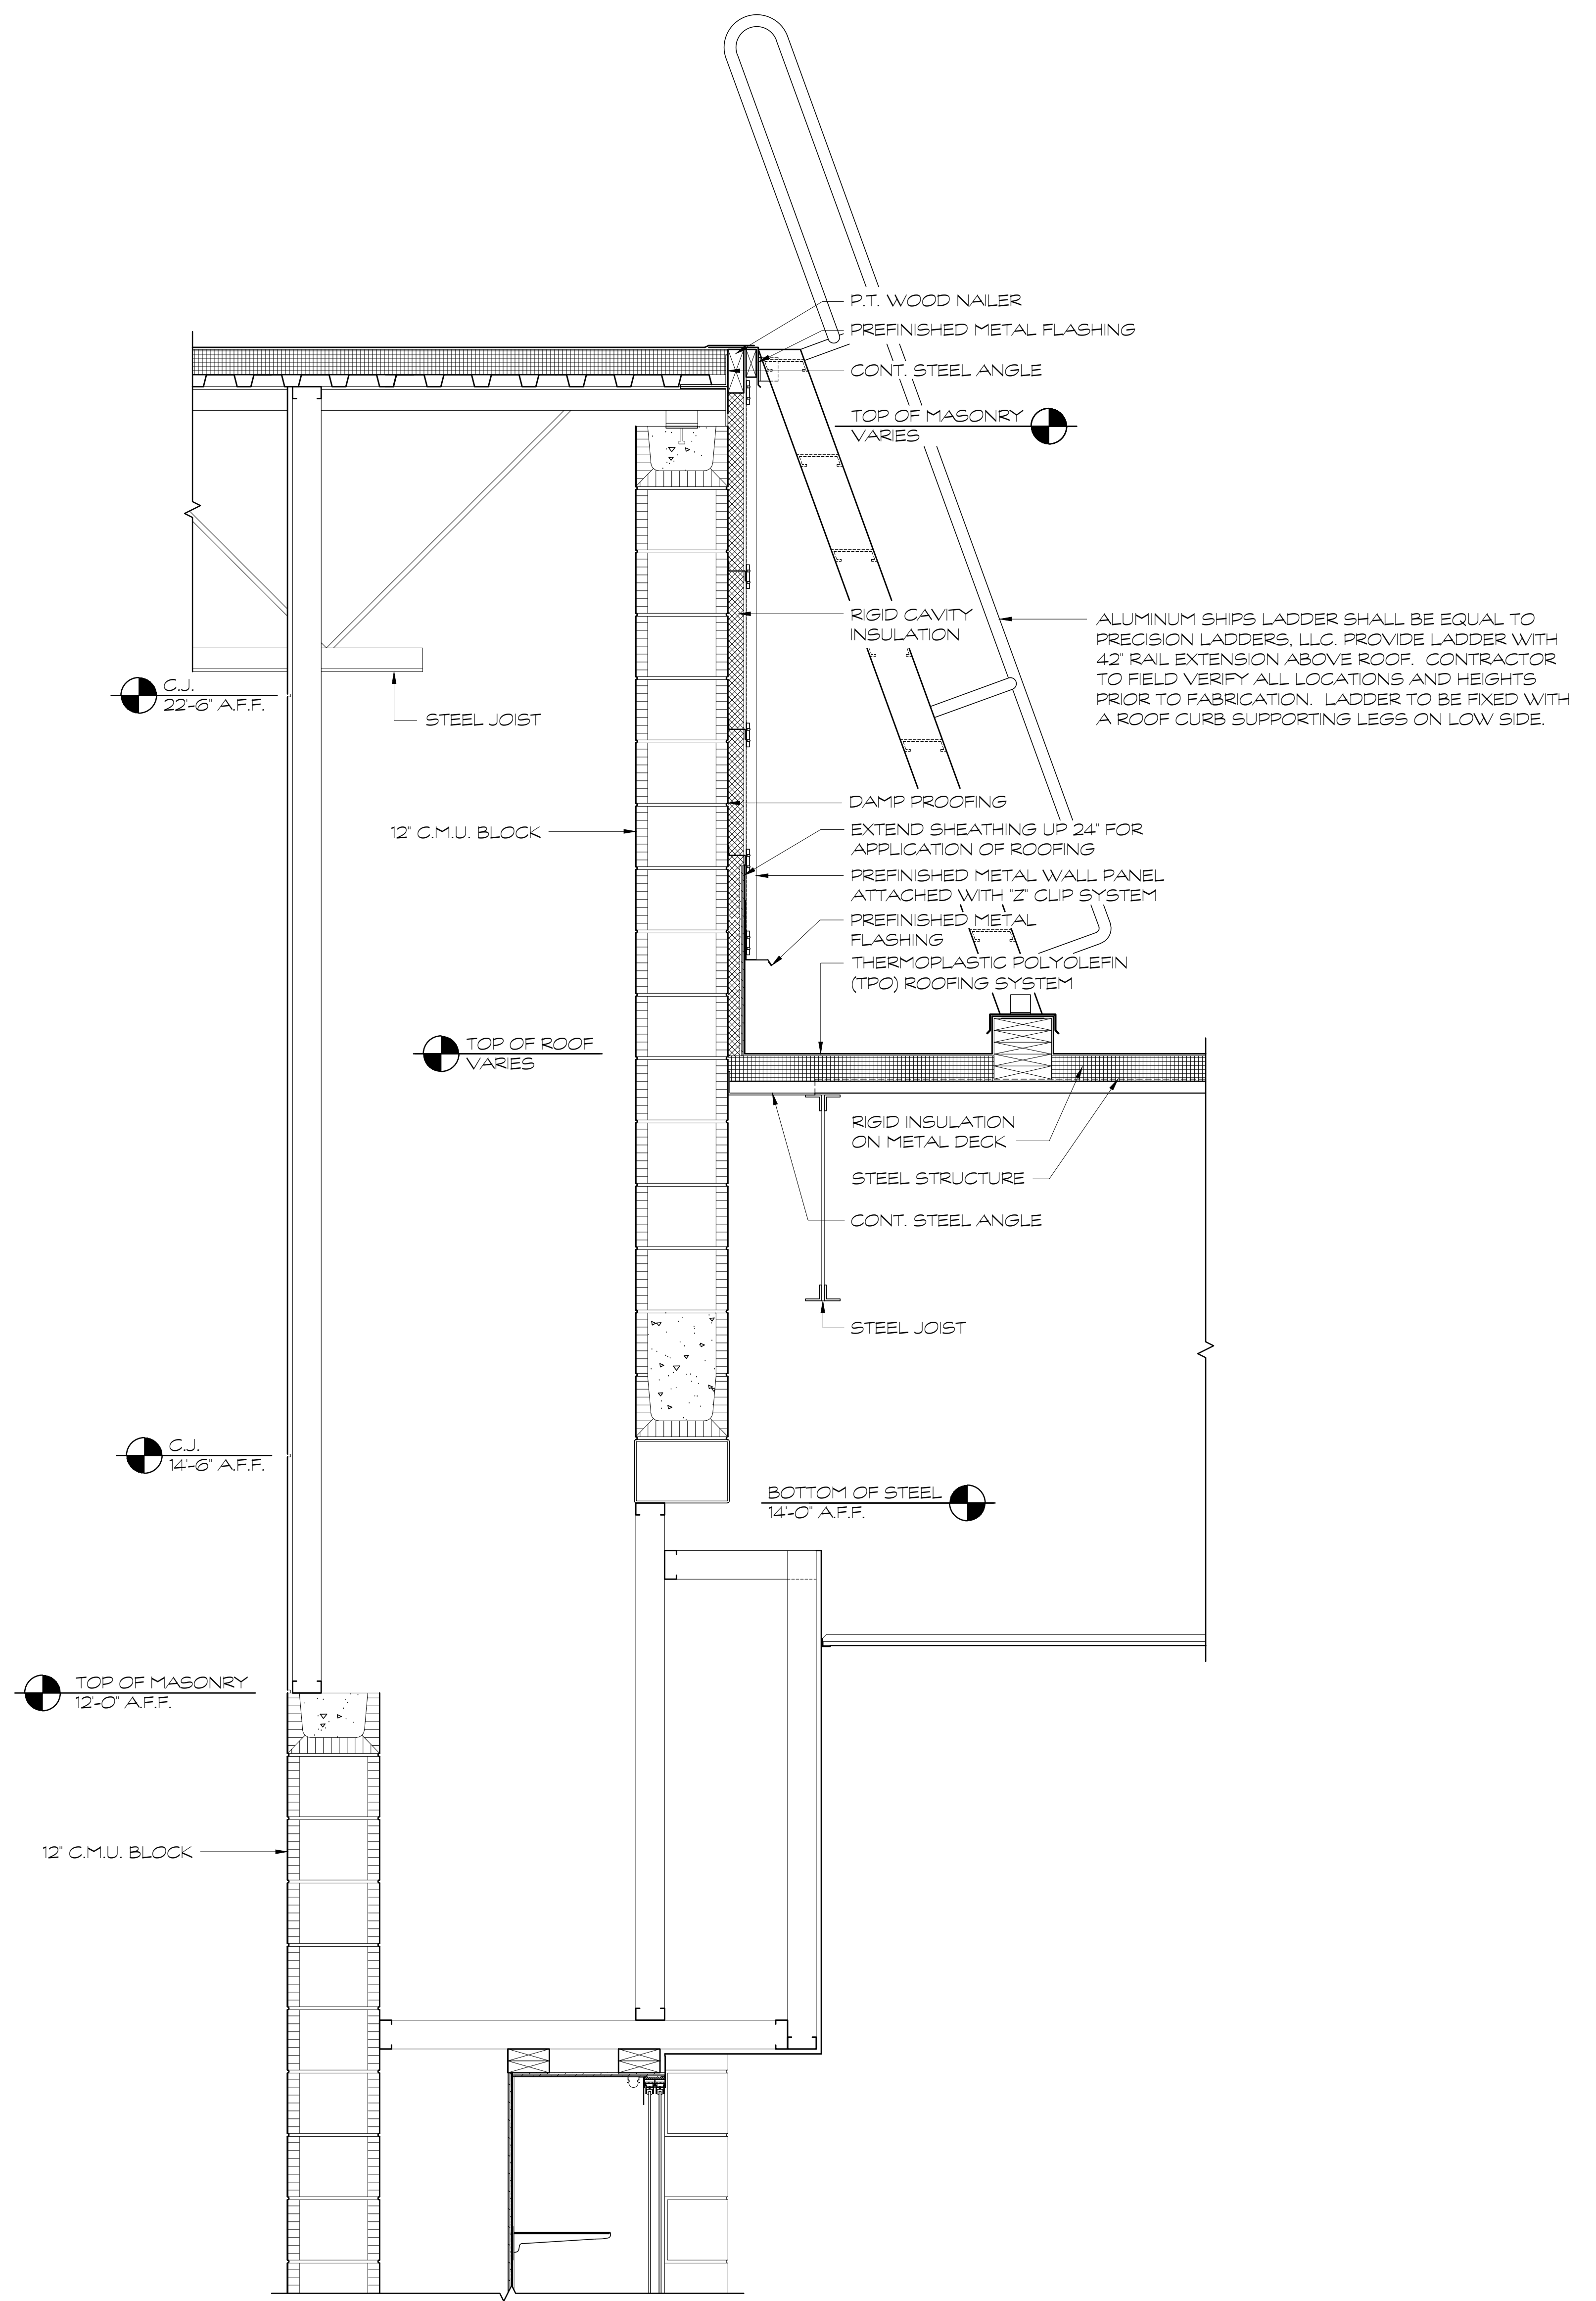 P.T. WOOD NAILER
PREFINISHED METAL FLASHING
CONT. STEEL ANGLE
TOP OF MASONRY
VARIES
RIGID CAVITY
INSULATION
ALUMINUM SHIPS LADDER SHALL BE EQUAL TO
PRECISION LADDERS, LLC. PROVIDE LADDER WITH
42" RAIL EXTENSION ABOVE ROOF. CONTRACTOR
TO FIELD VERIFY ALL LOCATIONS AND HEIGHTS
PRIOR TO FABRICATION. LADDER TO BE FIXED WITH
A ROOF CURB SUPPORTING LEGS ON LOW SIDE.
C.J.
22'-6" A.F.F.
STEEL JOIST
DAMP PROOFING
12" C.M.U. BLOCK
EXTEND SHEATHING UP 24" FOR
APPLICATION OF ROOFING
PREFINISHED METAL WALL PANEL
ATTACHED WITH "Z" CLIP SYSTEM
PREFINISHED METAL
FLASHING
THERMOPLASTIC POLYOLEFIN
(TPO) ROOFING SYSTEM
TOP OF ROOF
VARIES
RIGID INSULATION
ON METAL DECK
STEEL STRUCTURE
CONT. STEEL ANGLE
STEEL JOIST
C.J.
14'-6" A.F.F.
BOTTOM OF STEEL
14'-0" A.F.F.
TOP OF MASONRY
12'-0" A.F.F.
12" C.M.U. BLOCK